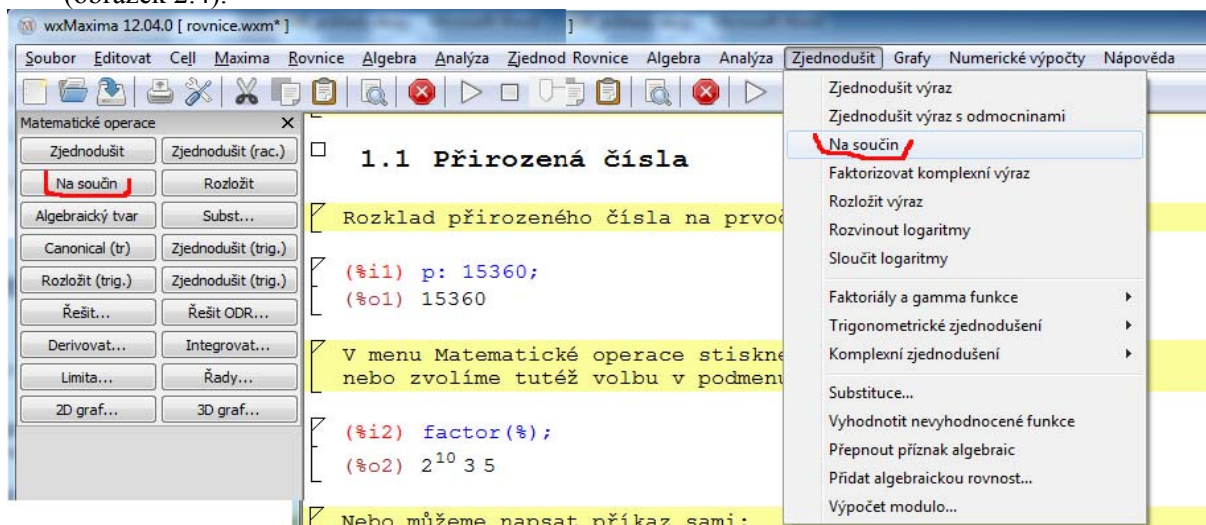 (obrázek 2.4).
wxMaxima 12.04.0 [ rovnice.wxm* ] ]
Soubor Editovat Cell Maxima Rovnice Algebra Analýza Zjednod Rovnice Algebra Analýza Zjednodušit Grafy Numerické výpočty Nápověda
Matematické operace X
Zjednodušit Zjednodušit (rac.)
Na součin Rozložit
Algebraický tvar Subst...
Canonical (tr) Zjednodušit (trig.)
Rozložit (trig.) Zjednodušit (trig.)
Řešit... Řešit ODR...
Derivovat... Integrovat...
Limita... Řady...
2D graf... 3D graf...
1.1 Přirozená čísla
Rozklad přirozeného čísla na prvoč
(%i1) p: 15360;
(%o1) 15360
V menu Matematické operace stiskne
nebo zvolíme tutéž volbu v podmenu
(%i2) factor(%);
(%o2) 2^10 3 5
Nebo můžeme napsat příkaz sami:
Zjednodušit výraz
Zjednodušit výraz s odmocninami
Na součin
Faktorizovat komplexní výraz
Rozložit výraz
Rozvinout logaritmy
Sloučit logaritmy
Faktoriály a gamma funkce
Trigonometrické zjednodušení
Komplexní zjednodušení
Substituce...
Vyhodnotit nevyhodnocené funkce
Přepnout příznak algebraic
Přidat algebraickou rovnost...
Výpočet modulo...